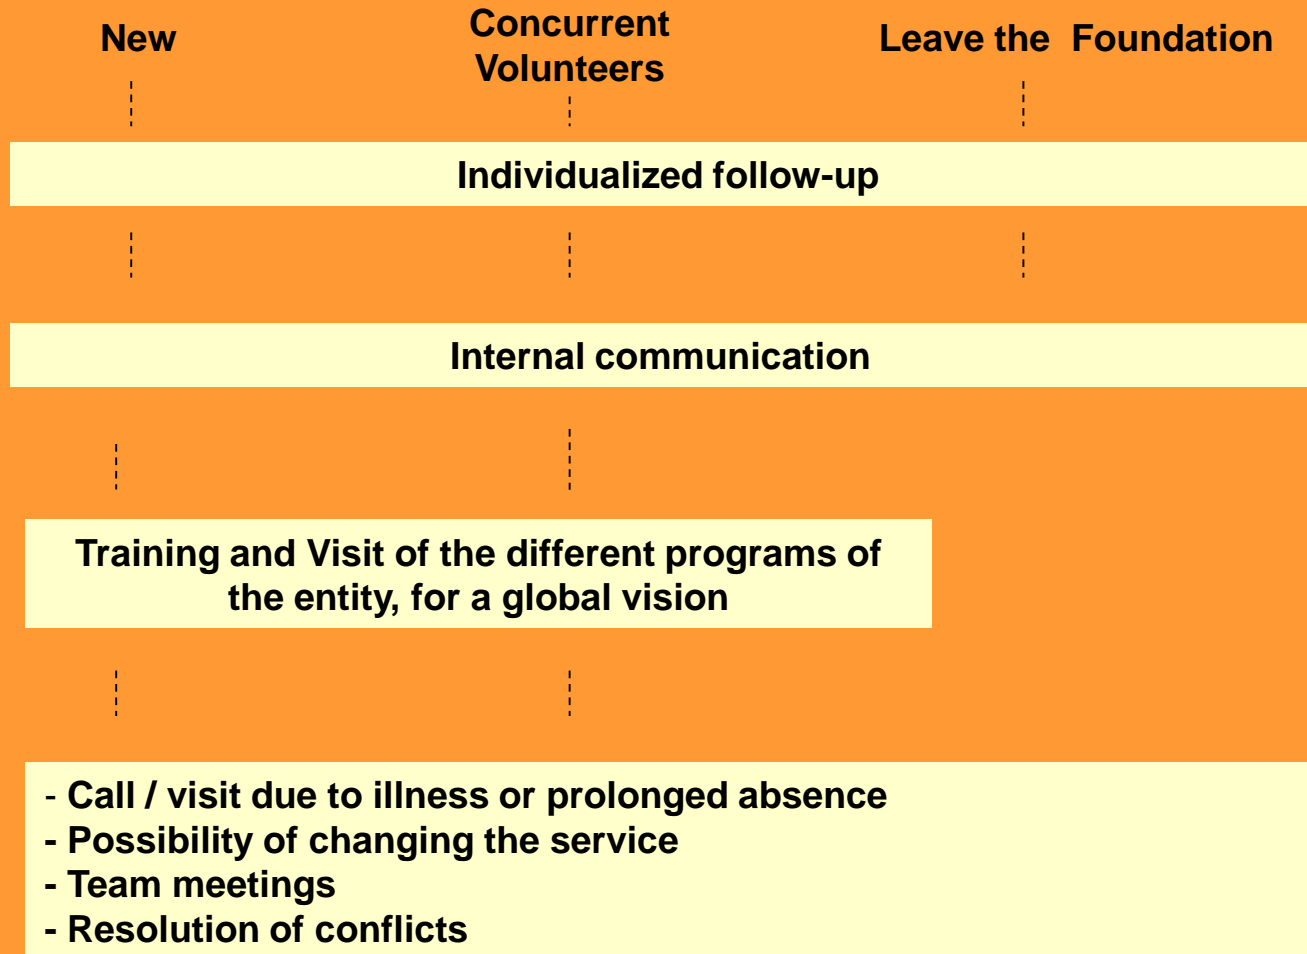 New
Concurrent
Volunteers
Leave the  Foundation
Individualized follow-up
Internal communication
Training and Visit of the different programs of
the entity, for a global vision
- Call / visit due to illness or prolonged absence
- Possibility of changing the service
- Team meetings
- Resolution of conflicts